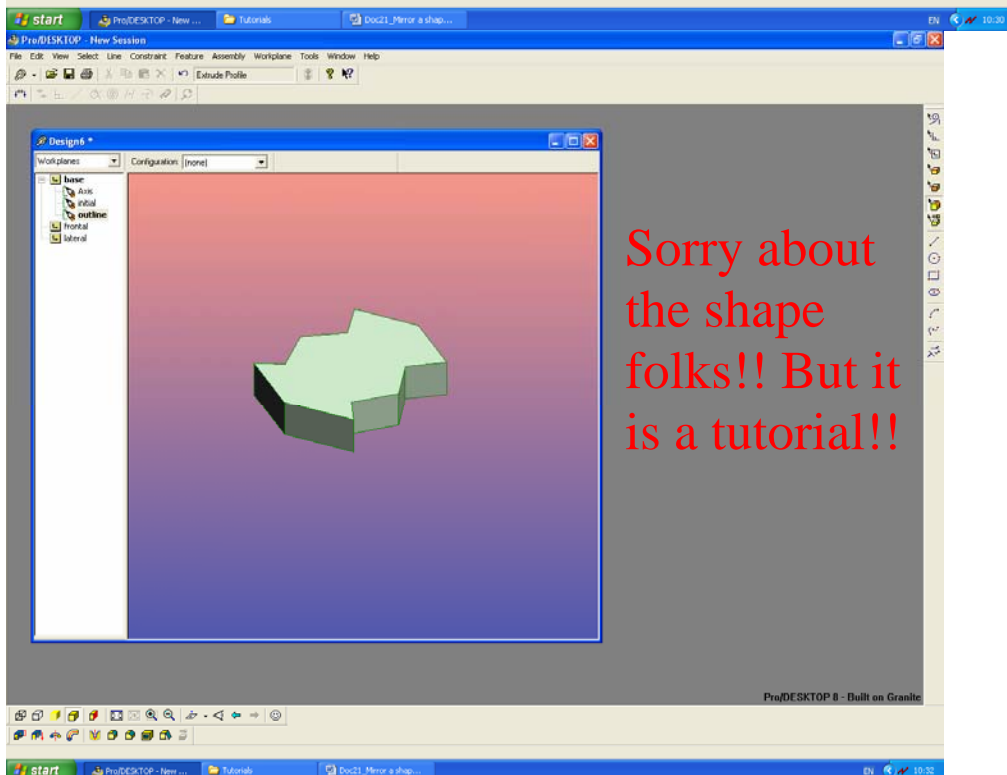 start Pro/DESKTOP - New ... Tutorials Doc21_Mirror a shap... EN 10:30
Pro/DESKTOP - New Session
File Edit View Select Line Constraint Feature Assembly Workplane Tools Window Help
Extrude Profile
Design6 *
Workplanes Configuration: (none)
base
Axis
initial
outline
frontal
lateral
Sorry about
the shape
folks!! But it
is a tutorial!!
Pro/DESKTOP 8 - Built on Granite
start Pro/DESKTOP - New ... Tutorials Doc21_Mirror a shap... EN 10:32